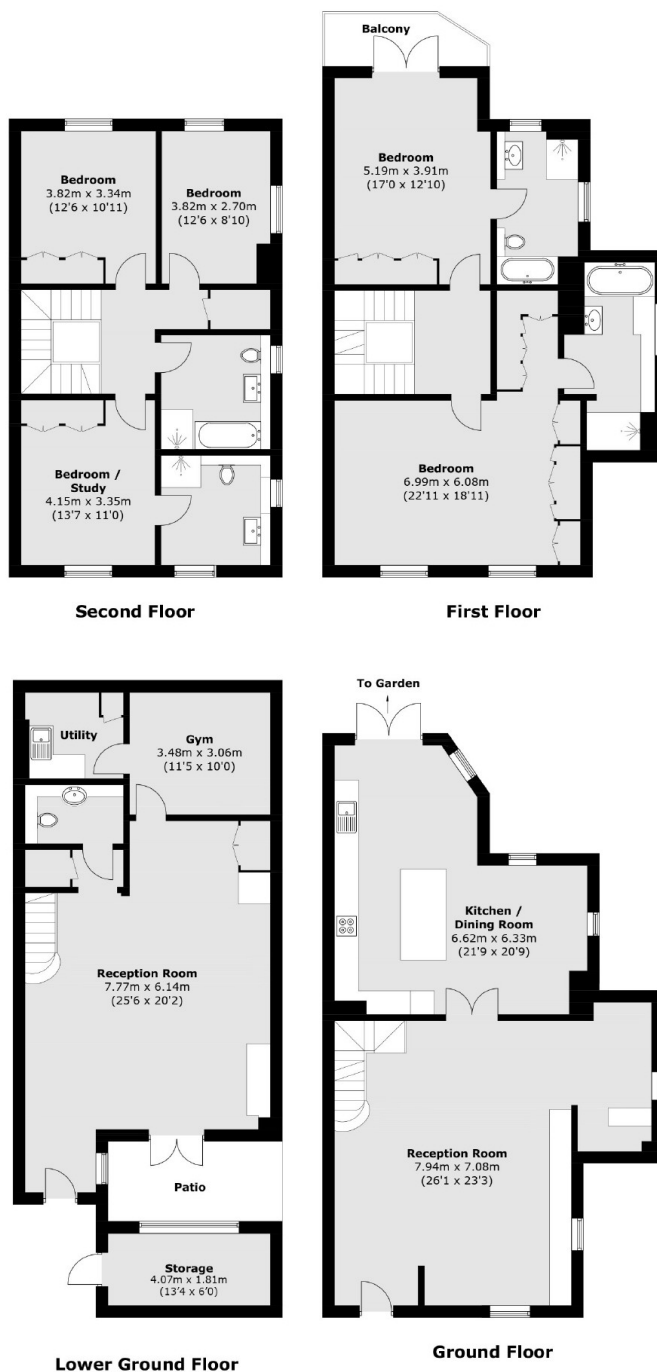 Balcony
Bedroom
3.82m x 3.34m
(12'6 x 10'11)
Bedroom
3.82m x 2.70m
(12'6 x 8'10)
Bedroom
5.19m x 3.91m
(17'0 x 12'10)
Bedroom /
Study
4.15m x 3.35m
(13'7 x 11'0)
Bedroom
6.99m x 6.08m
(22'11 x 18'11)
Second Floor
First Floor
To Garden
Utility
Gym
3.48m x 3.06m
(11'5 x 10'0)
Kitchen /
Dining Room
6.62m x 6.33m
(21'9 x 20'9)
Reception Room
7.77m x 6.14m
(25'6 x 20'2)
Reception Room
7.94m x 7.08m
(26'1 x 23'3)
Patio
Storage
4.07m x 1.81m
(13'4 x 6'0)
Lower Ground Floor
Ground Floor